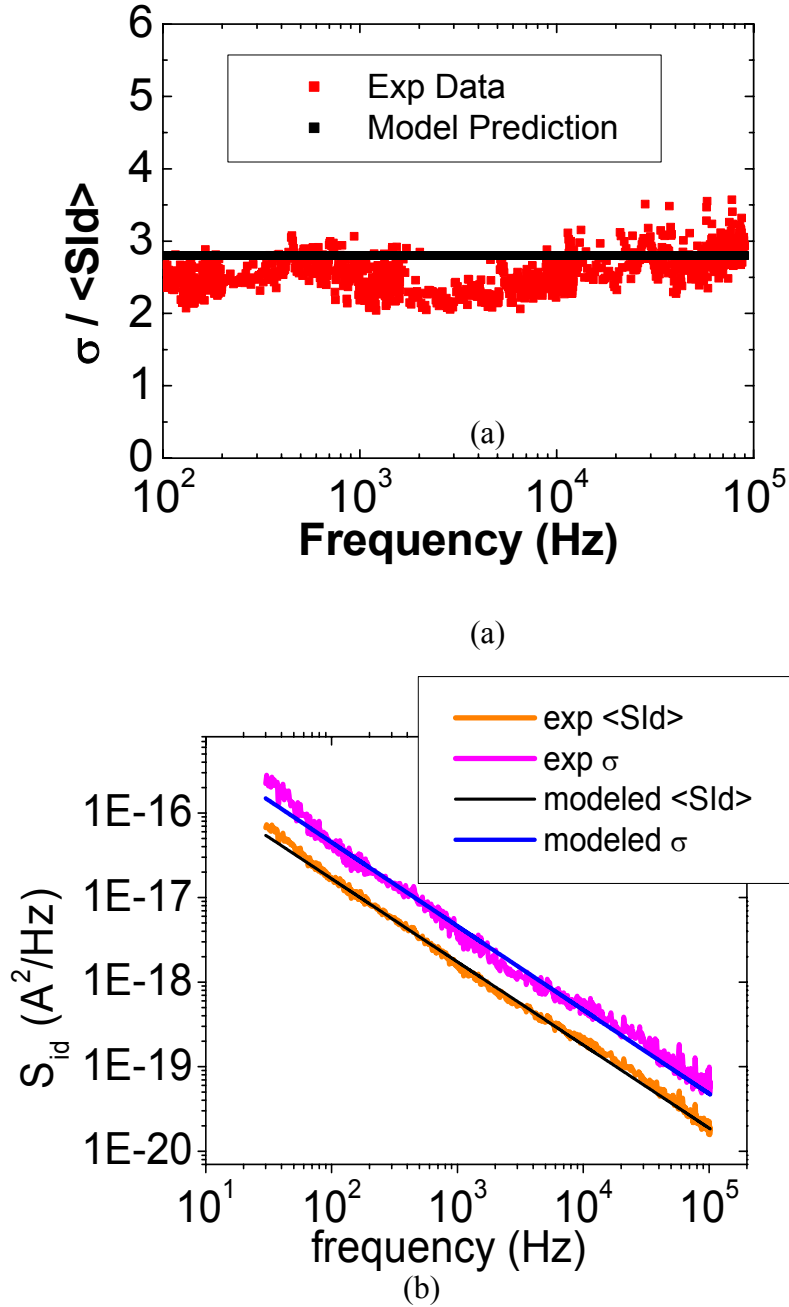 6
5
4
3
2
1
0
σ / <SId>
Exp Data
Model Prediction
(a)
10^2 10^3 10^4 10^5
Frequency (Hz)
(a)
exp <SId>
exp σ
modeled <SId>
modeled σ
1E-16
1E-17
1E-18
1E-19
1E-20
S_id (A^2/Hz)
10^1 10^2 10^3 10^4 10^5
frequency (Hz)
(b)